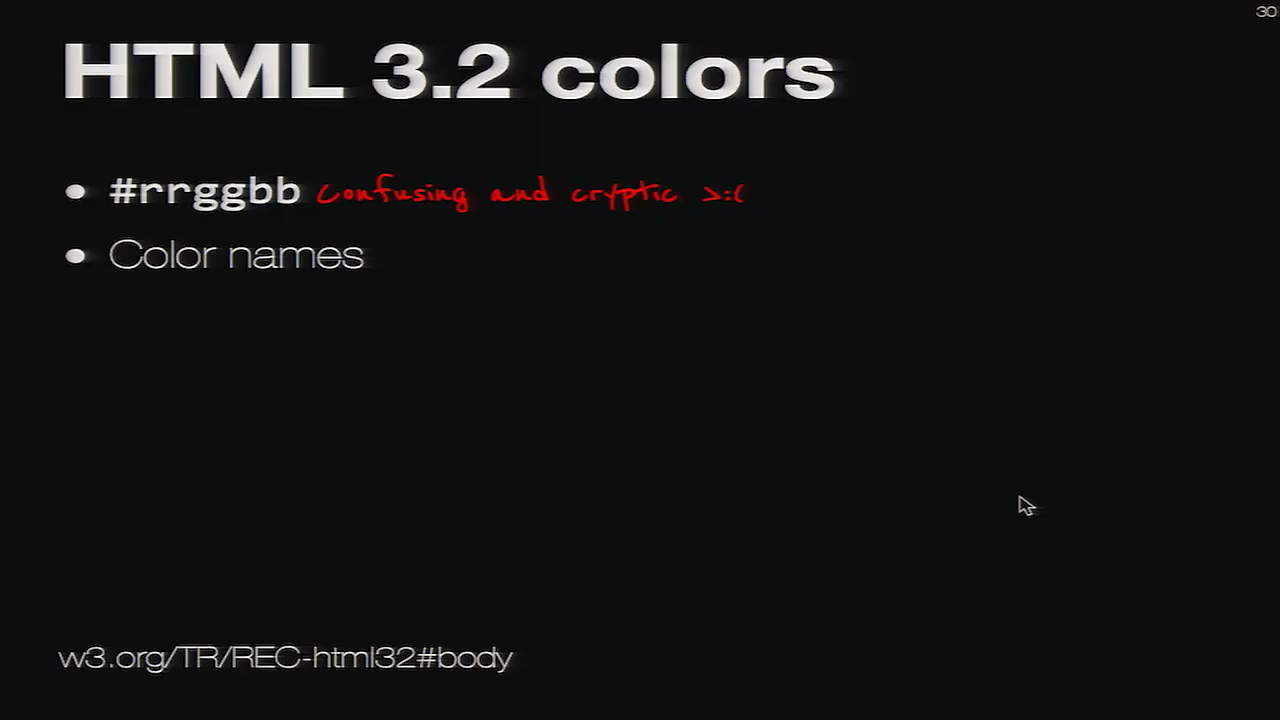 30
HTML 3.2 colors
• #rrggbb confusing and cryptic >:(
• Color names
w3.org/TR/REC-html32#body